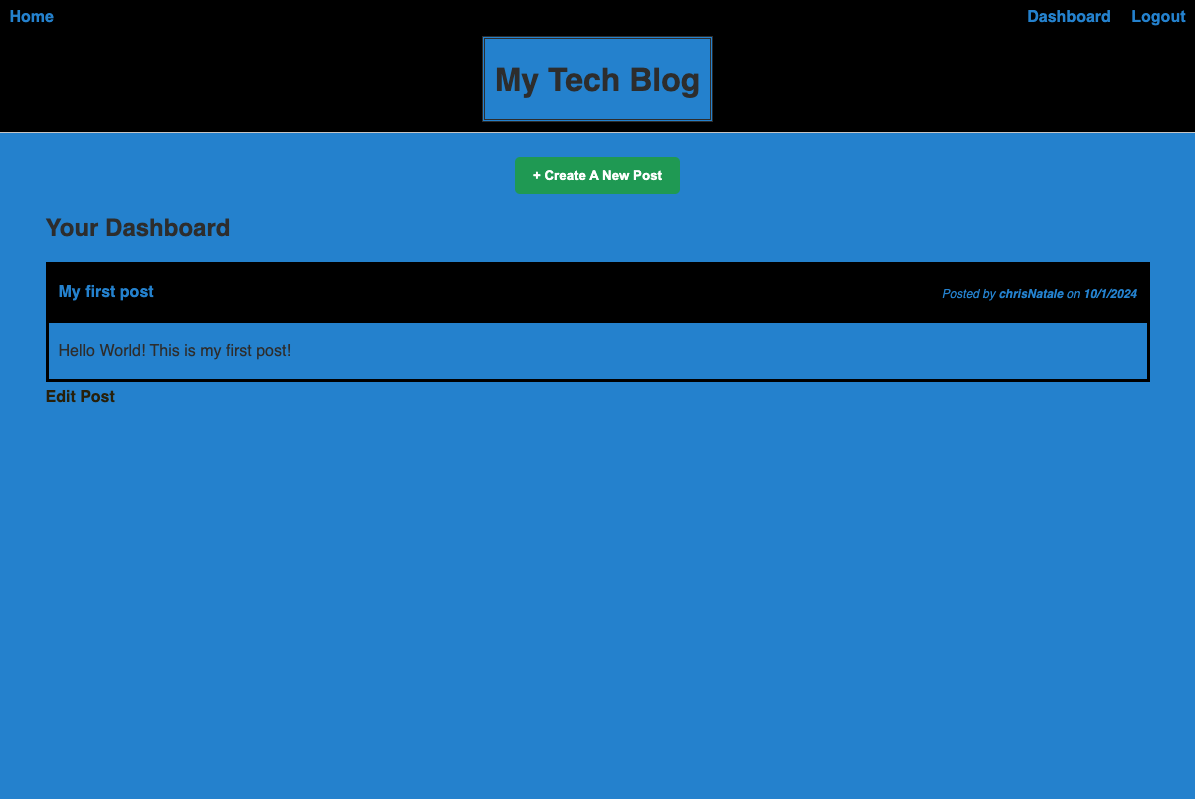 Home Dashboard Logout
My Tech Blog
+ Create A New Post
Your Dashboard
My first post Posted by chrisNatale on 10/1/2024
Hello World! This is my first post!
Edit Post